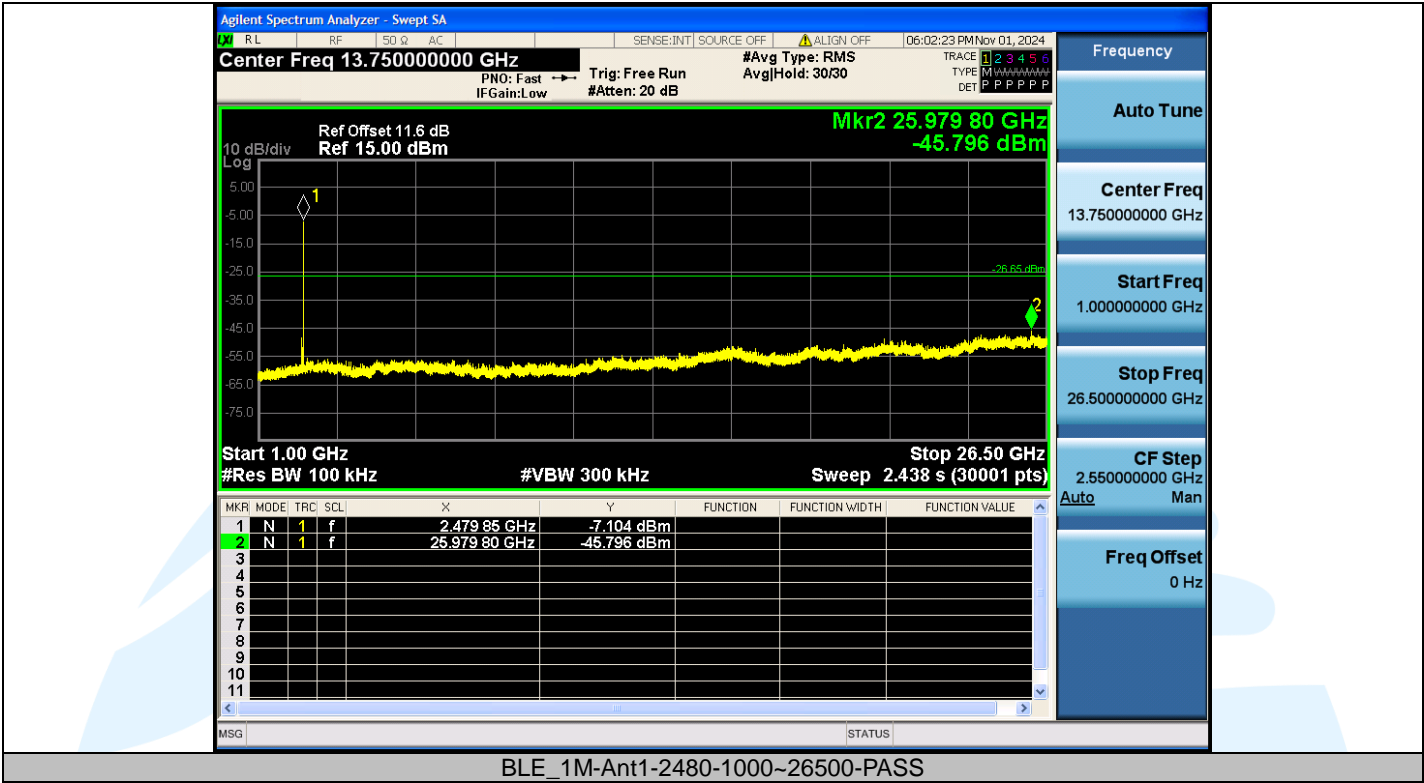 Agilent Spectrum Analyzer - Swept SA
LXI RL RF 50 Ω AC SENSE:INT SOURCE OFF ALIGN OFF 06:02:23 PM Nov 01, 2024
Center Freq 13.750000000 GHz
PNO: Fast
IFGain:Low
Trig: Free Run
#Atten: 20 dB
#Avg Type: RMS
Avg|Hold: 30/30
TRACE 1 2 3 4 5 6
TYPE M W W W W W
DET P P P P P P
Mkr2 25.979 80 GHz
-45.796 dBm
Ref Offset 11.6 dB
10 dB/div Ref 15.00 dBm
Log
5.00
-5.00
-15.0
-25.0
-35.0
-45.0
-55.0
-65.0
-75.0
1
-26.65 dBm
2
Start 1.00 GHz Stop 26.50 GHz
#Res BW 100 kHz #VBW 300 kHz Sweep 2.438 s (30001 pts)
MKR MODE TRC SCL X Y FUNCTION FUNCTION WIDTH FUNCTION VALUE
1 N 1 f 2.479 85 GHz -7.104 dBm
2 N 1 f 25.979 80 GHz -45.796 dBm
3
4
5
6
7
8
9
10
11
MSG STATUS
Frequency
Auto Tune
Center Freq
13.750000000 GHz
Start Freq
1.000000000 GHz
Stop Freq
26.500000000 GHz
CF Step
2.550000000 GHz
Auto Man
Freq Offset
0 Hz
BLE_1M-Ant1-2480-1000~26500-PASS